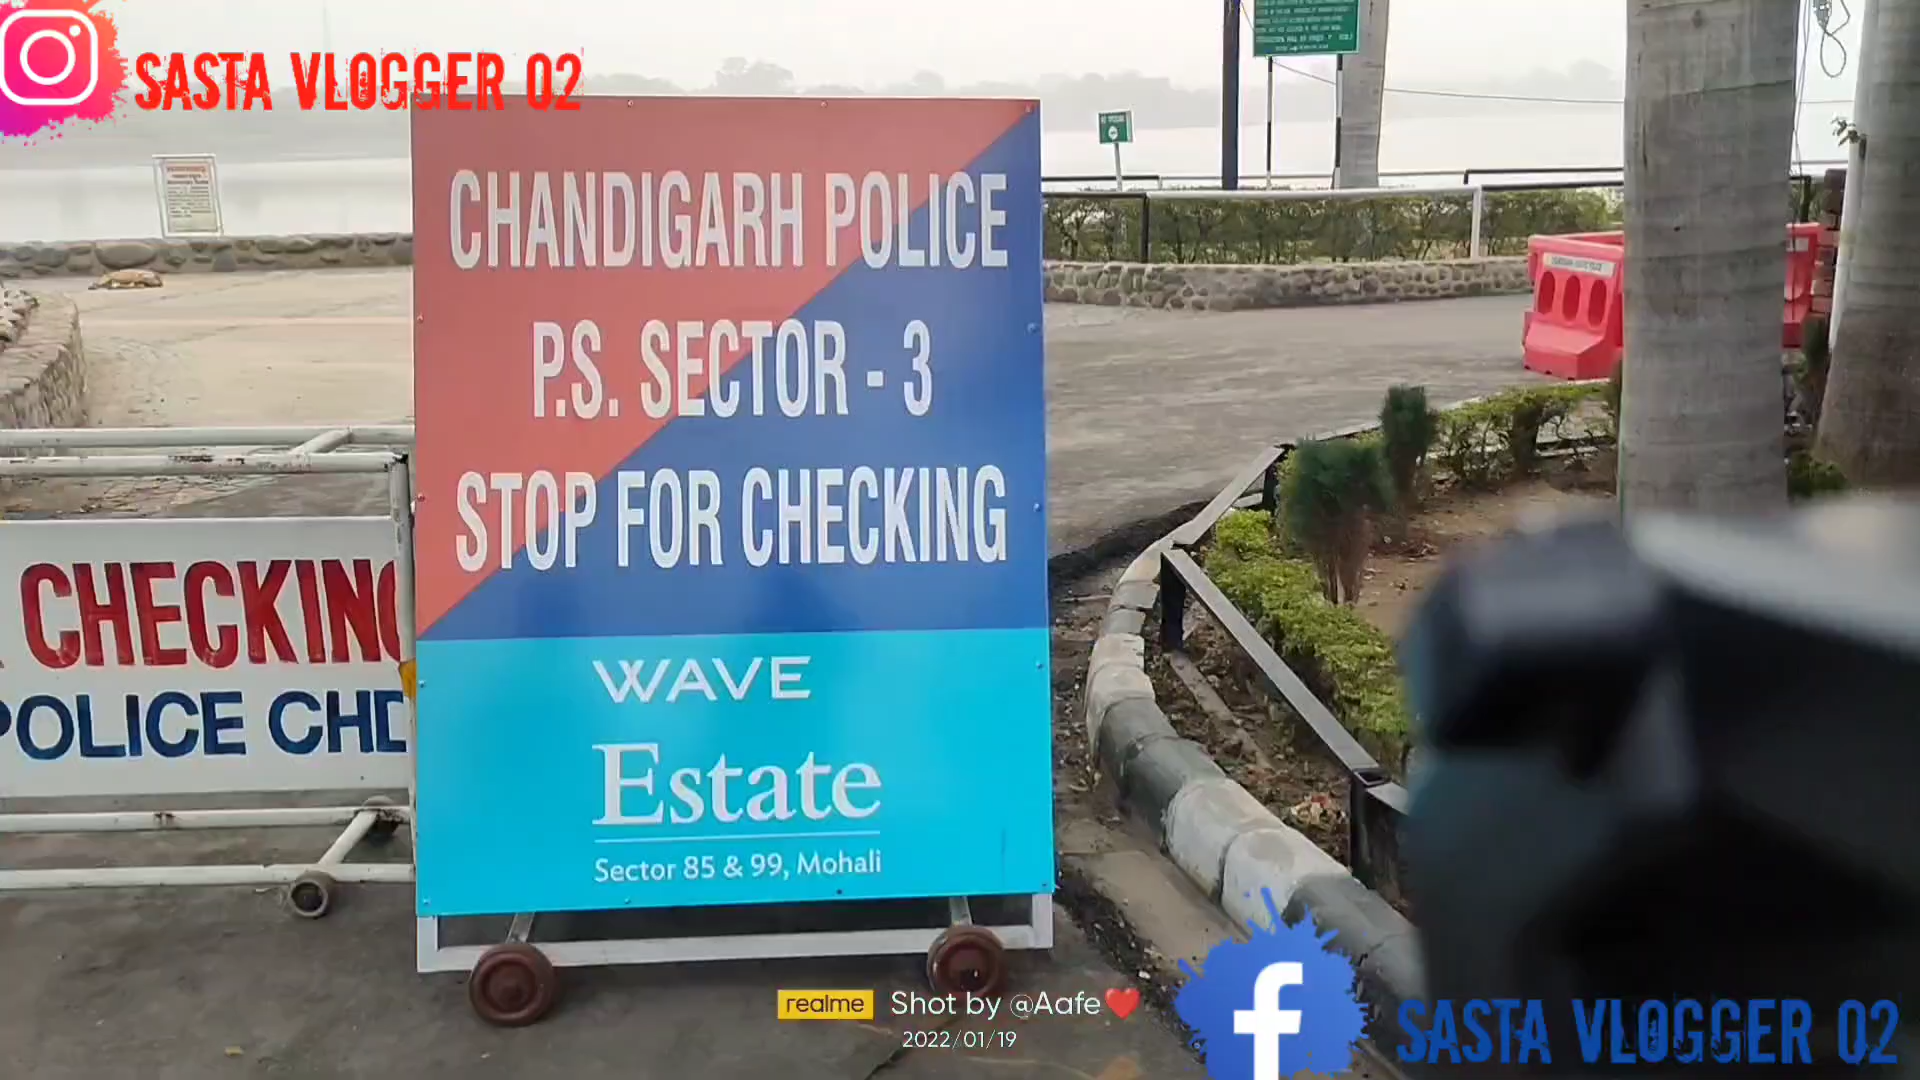 SASTA VLOGGER 02
CHANDIGARH POLICE
P.S. SECTOR - 3
STOP FOR CHECKING
WAVE
Estate
Sector 85 & 99, Mohali
CHECKING
POLICE CHD
realme Shot by @Aafe❤️
2022/01/19
SASTA VLOGGER 02